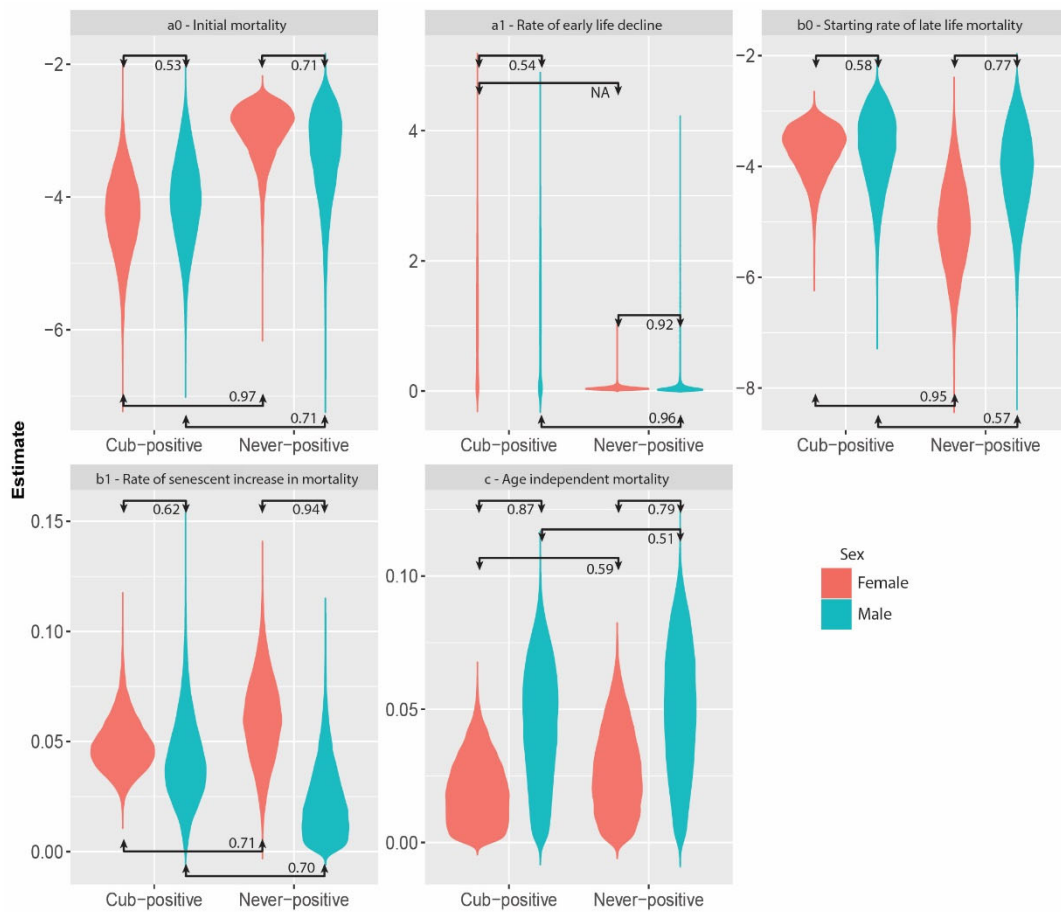 a0 - Initial mortality
a1 - Rate of early life decline
b0 - Starting rate of late life mortality
−2
−4
−6
0.53
0.71
0.97
0.71
Cub−positive
Never−positive
4
2
0
0.54
NA
0.92
0.96
Cub−positive
Never−positive
−2
−4
−6
−8
0.58
0.77
0.95
0.57
Cub−positive
Never−positive
Estimate
b1 - Rate of senescent increase in mortality
c - Age independent mortality
0.15
0.10
0.05
0.00
0.62
0.94
0.71
0.70
Cub−positive
Never−positive
0.10
0.05
0.00
0.87
0.79
0.51
0.59
Cub−positive
Never−positive
Sex
Female
Male